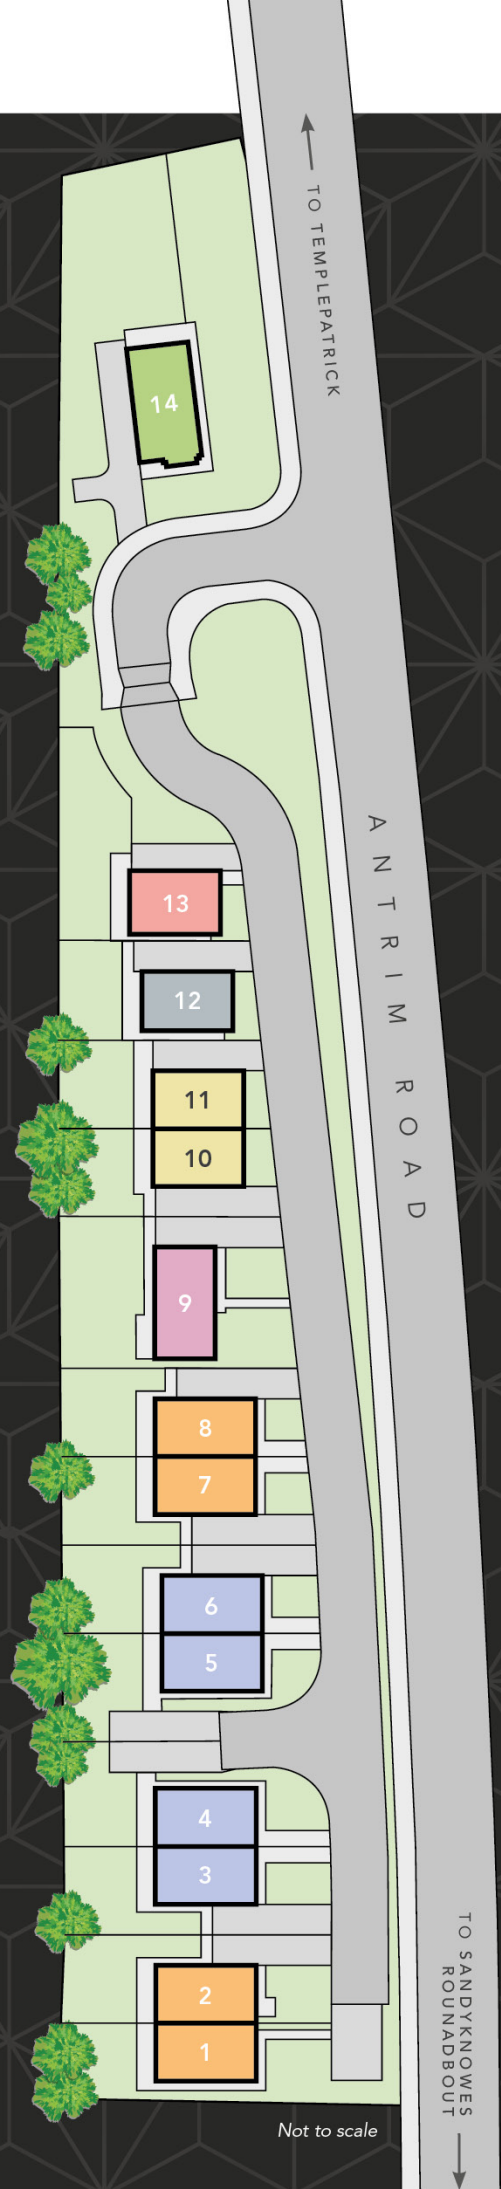 TO TEMPLEPATRICK
14
ANTRIM ROAD
13
12
11
10
9
8
7
6
5
4
3
2
1
TO SANDYKNOWES
ROUNADBOUT
Not to scale